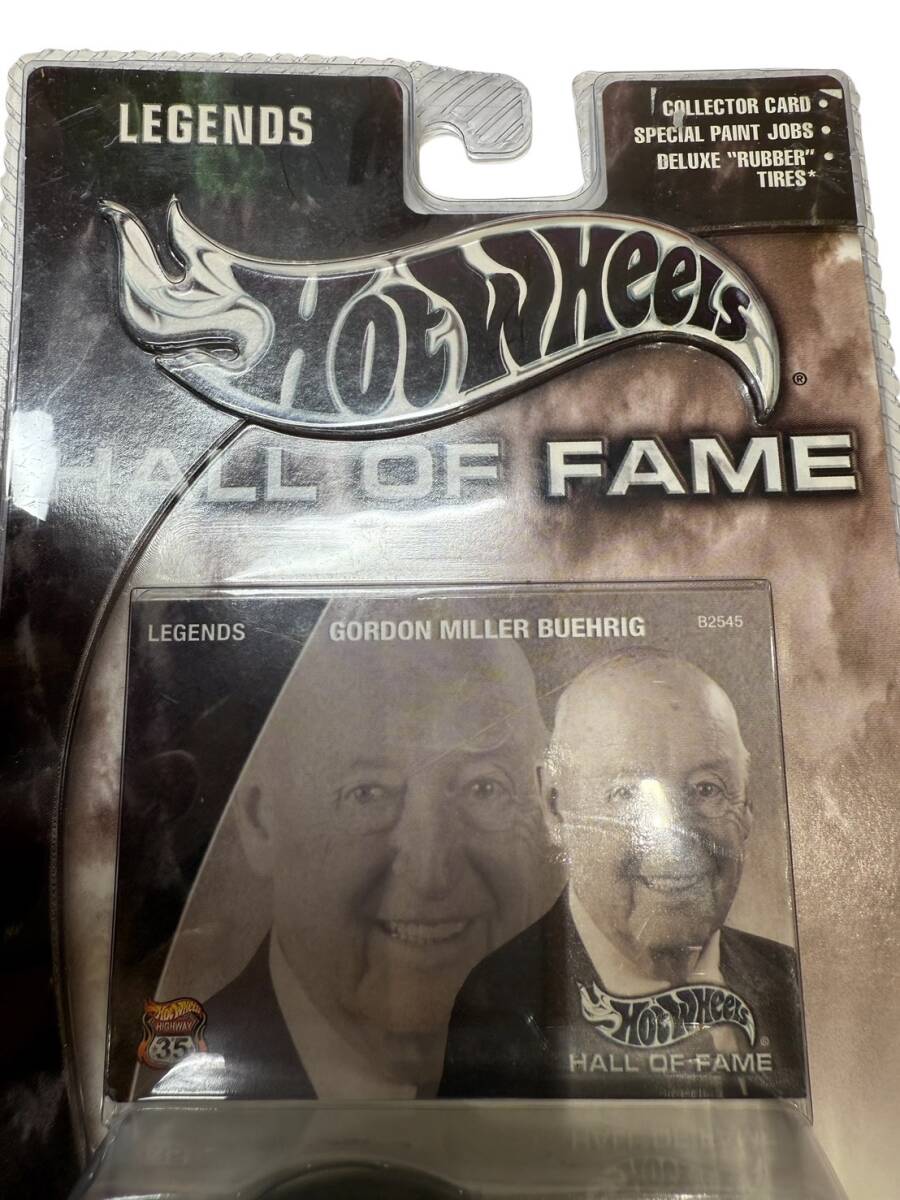 LEGENDS
COLLECTOR CARD •
SPECIAL PAINT JOBS •
DELUXE "RUBBER" •
TIRES*
HOT WHEELS ®
HALL OF FAME
LEGENDS
GORDON MILLER BUEHRIG
B2545
HOT WHEELS
HIGHWAY
35
HOT WHEELS ®
HALL OF FAME